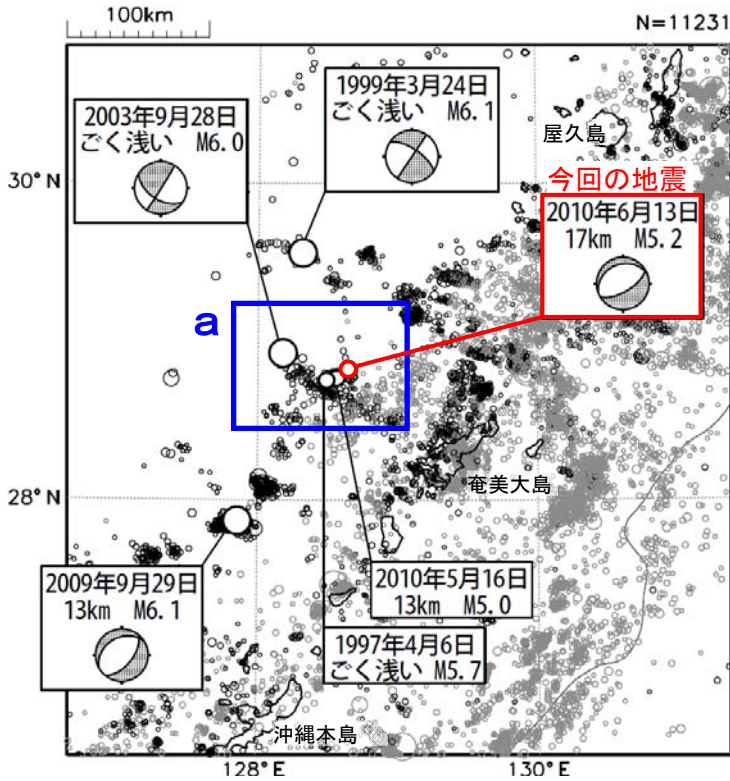 100km
N=11231
1999年3月24日
ごく浅い M6.1
2003年9月28日
ごく浅い M6.0
屋久島
30°N
今回の地震
2010年6月13日
17km M5.2
a
28°N
奄美大島
2009年9月29日
13km M6.1
2010年5月16日
13km M5.0
1997年4月6日
ごく浅い M5.7
沖縄本島
128°E
130°E